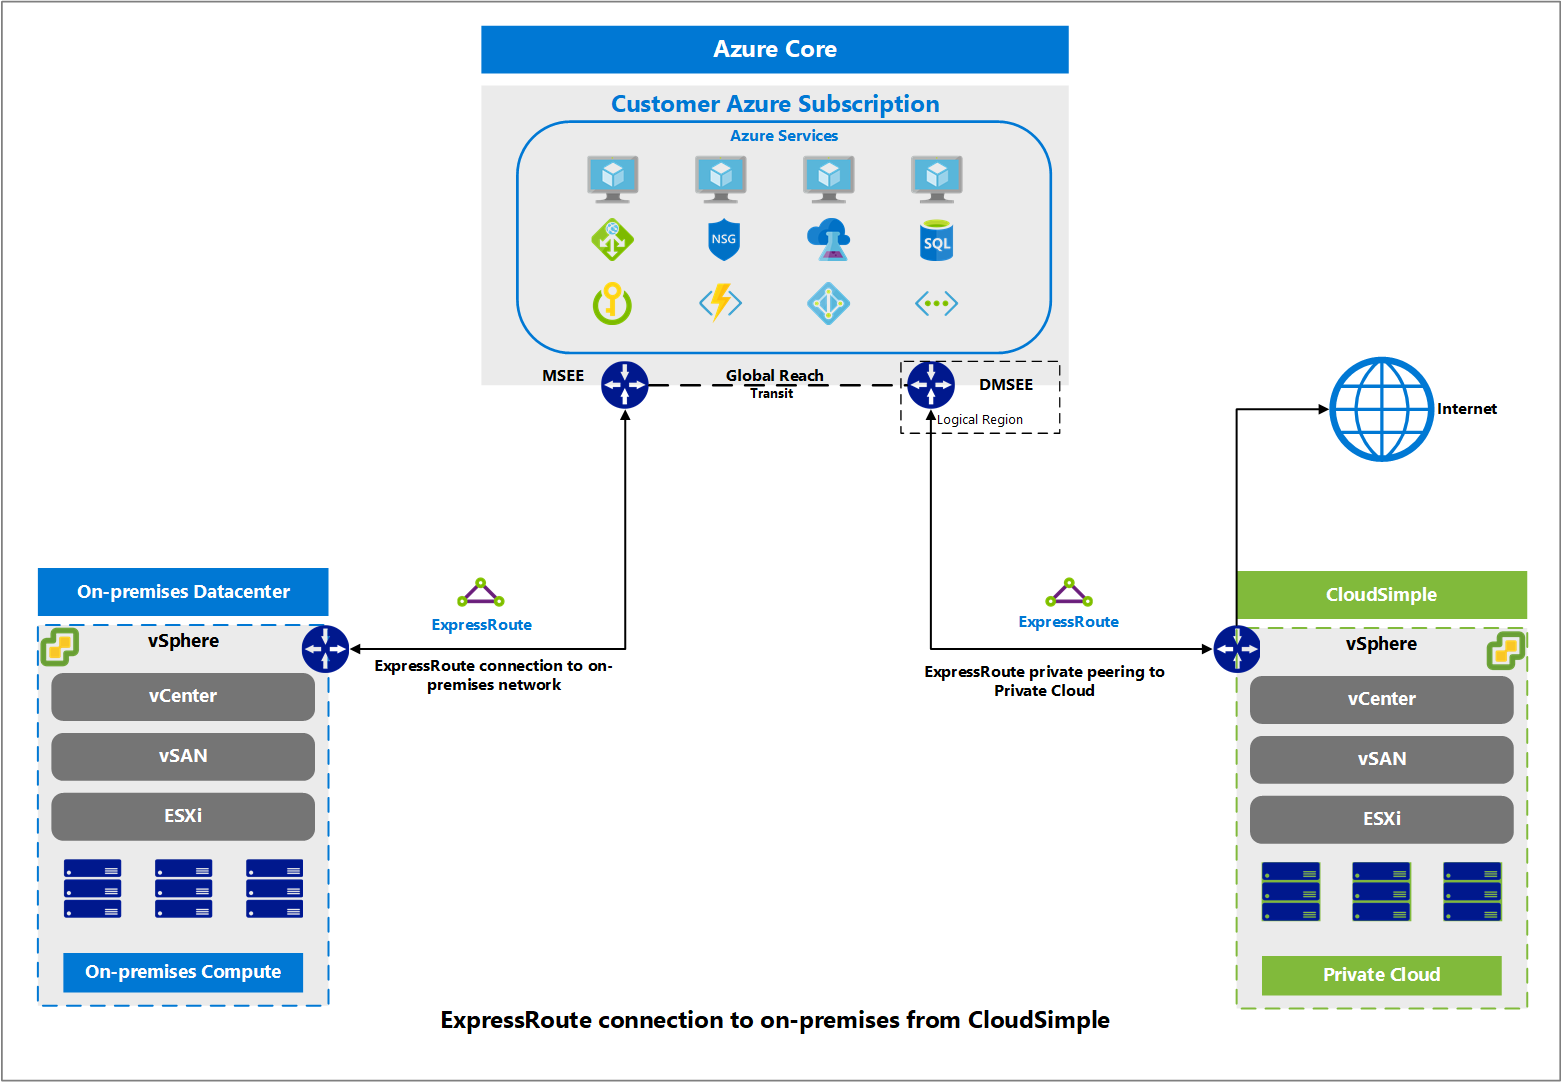 Azure Core
Customer Azure Subscription
Azure Services
NSG
SQL
MSEE
Global Reach
Transit
DMSEE
Logical Region
Internet
On-premises Datacenter
vSphere
vCenter
vSAN
ESXi
On-premises Compute
ExpressRoute
ExpressRoute connection to on-
premises network
ExpressRoute
ExpressRoute private peering to
Private Cloud
CloudSimple
vSphere
vCenter
vSAN
ESXi
Private Cloud
ExpressRoute connection to on-premises from CloudSimple